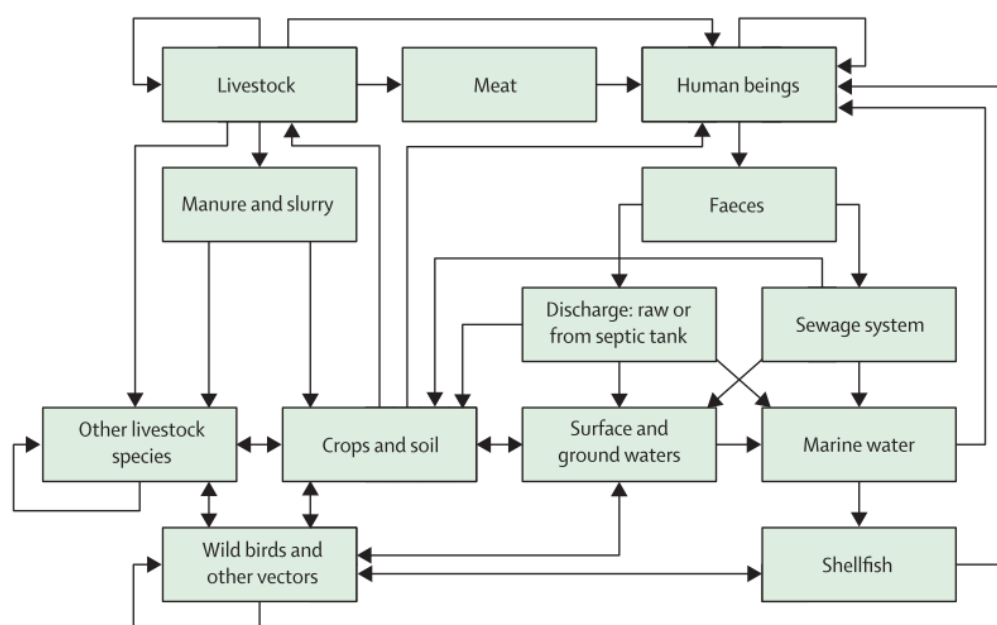 Livestock
Meat
Human beings
Manure and slurry
Faeces
Discharge: raw or
from septic tank
Sewage system
Other livestock
species
Crops and soil
Surface and
ground waters
Marine water
Wild birds and
other vectors
Shellfish